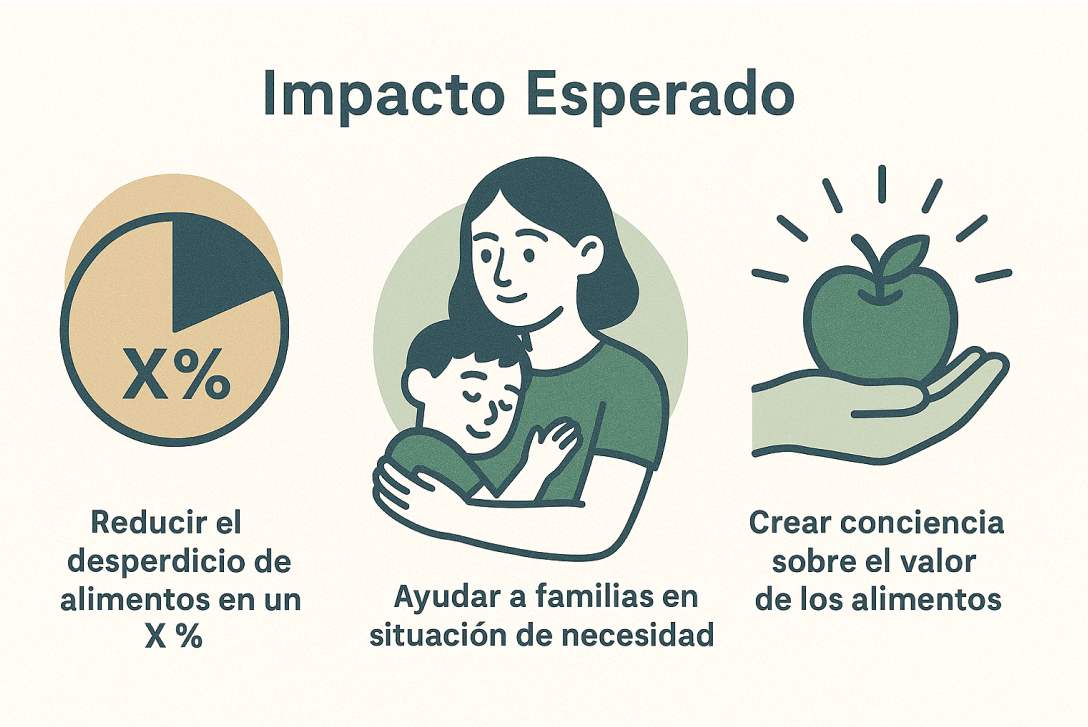 Impacto Esperado
X%
Reducir el
desperdicio de
alimentos en un
X %
Ayudar a familias en
situación de necesidad
Crear conciencia
sobre el valor
de los alimentos